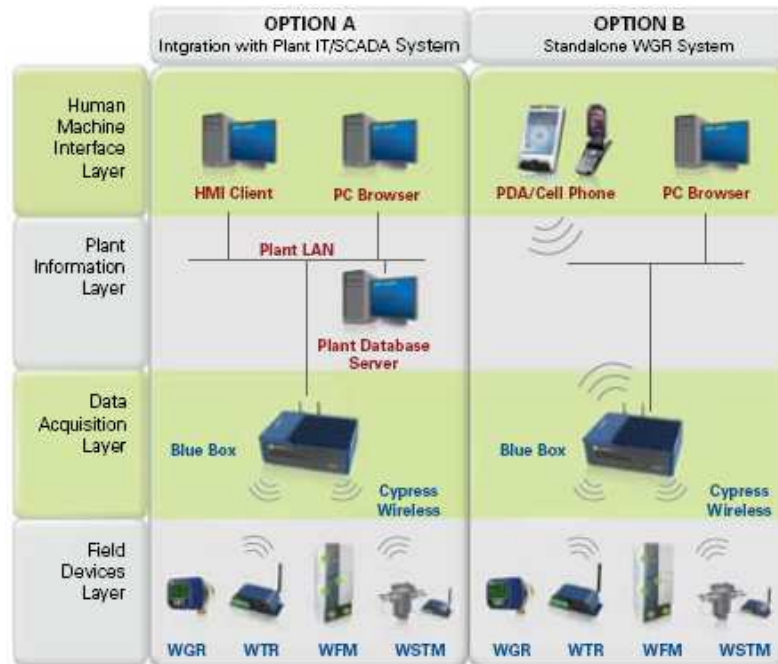 OPTION A
Intgration with Plant IT/SCADA System
OPTION B
Standalone WGR System
Human
Machine
Interface
Layer
HMI Client
PC Browser
PDA/Cell Phone
PC Browser
Plant
Information
Layer
Plant LAN
Plant Database
Server
Data
Acquisition
Layer
Blue Box
Cypress
Wireless
Blue Box
Cypress
Wireless
Field
Devices
Layer
WGR
WTR
WFM
WSTM
WGR
WTR
WFM
WSTM